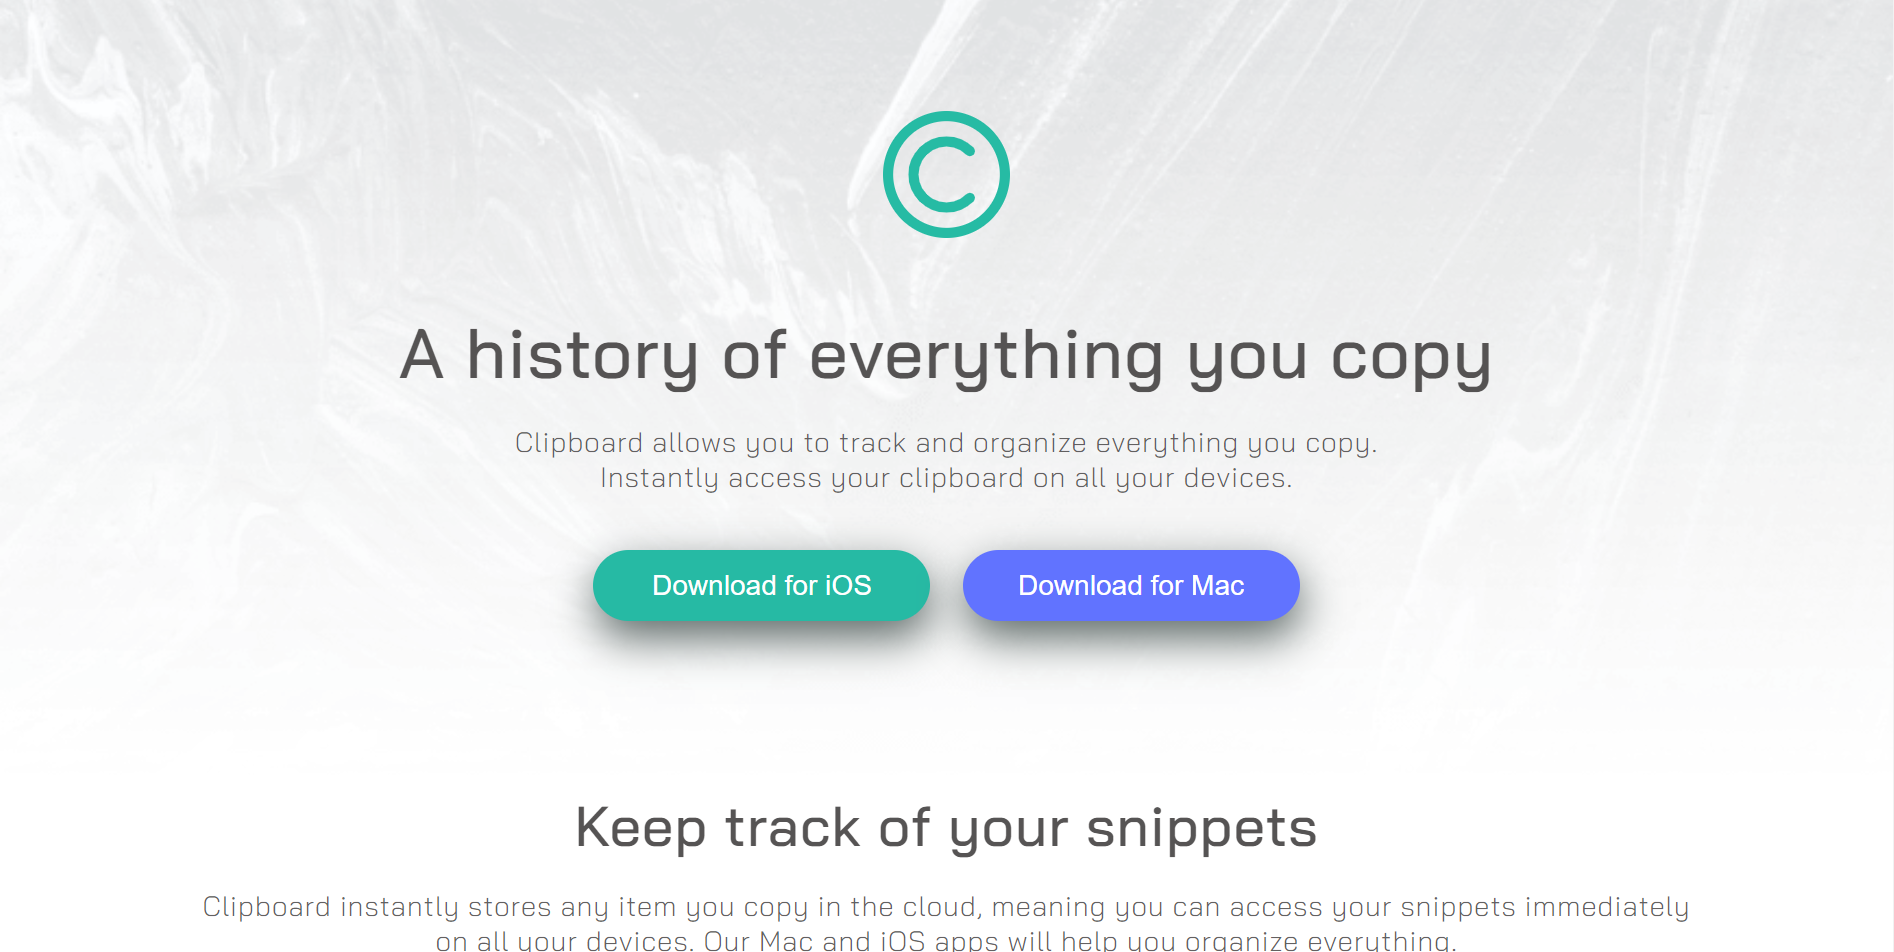 ©
A history of everything you copy
Clipboard allows you to track and organize everything you copy.
Instantly access your clipboard on all your devices.
Download for iOS
Download for Mac
Keep track of your snippets
Clipboard instantly stores any item you copy in the cloud, meaning you can access your snippets immediately
on all your devices. Our Mac and iOS apps will help you organize everything.